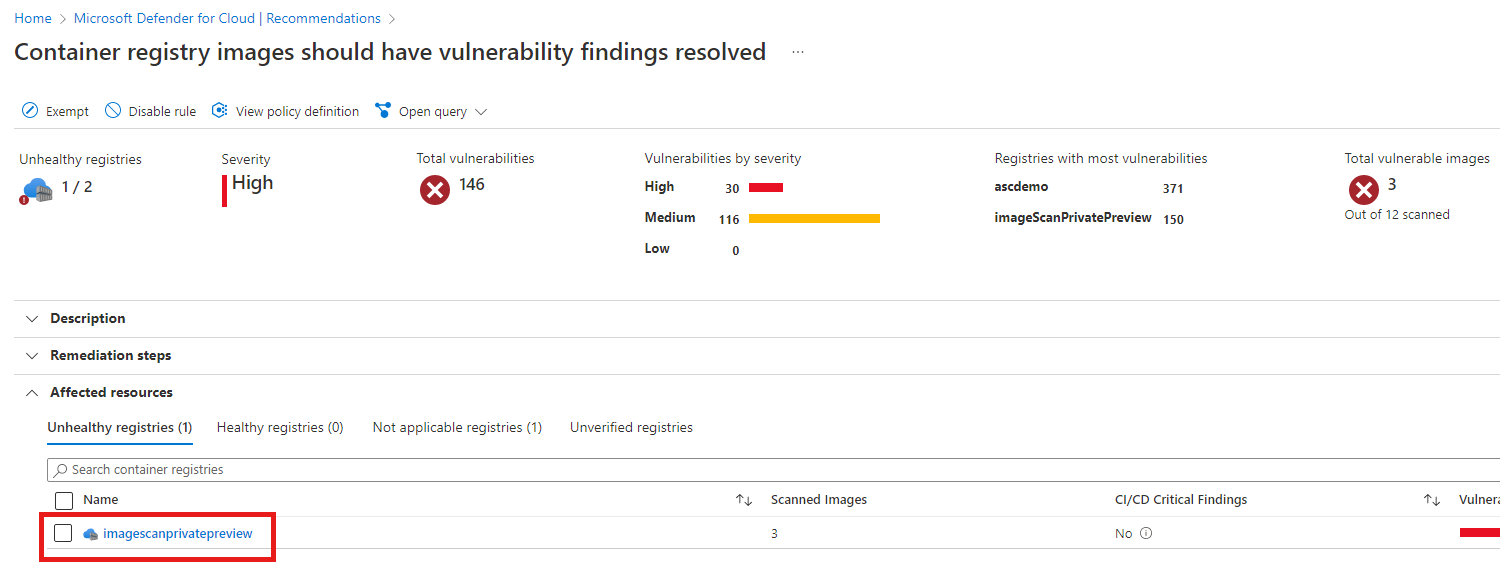 Home > Microsoft Defender for Cloud | Recommendations >
Container registry images should have vulnerability findings resolved ...
Exempt Disable rule View policy definition Open query
Unhealthy registries Severity Total vulnerabilities Vulnerabilities by severity Registries with most vulnerabilities Total vulnerable images
1 / 2 High 146 High 30 ascdemo 371 3
Medium 116 imageScanPrivatePreview 150 Out of 12 scanned
Low 0
Description
Remediation steps
Affected resources
Unhealthy registries (1) Healthy registries (0) Not applicable registries (1) Unverified registries
Search container registries
Name Scanned Images CI/CD Critical Findings
imagescanprivatepreview 3 No